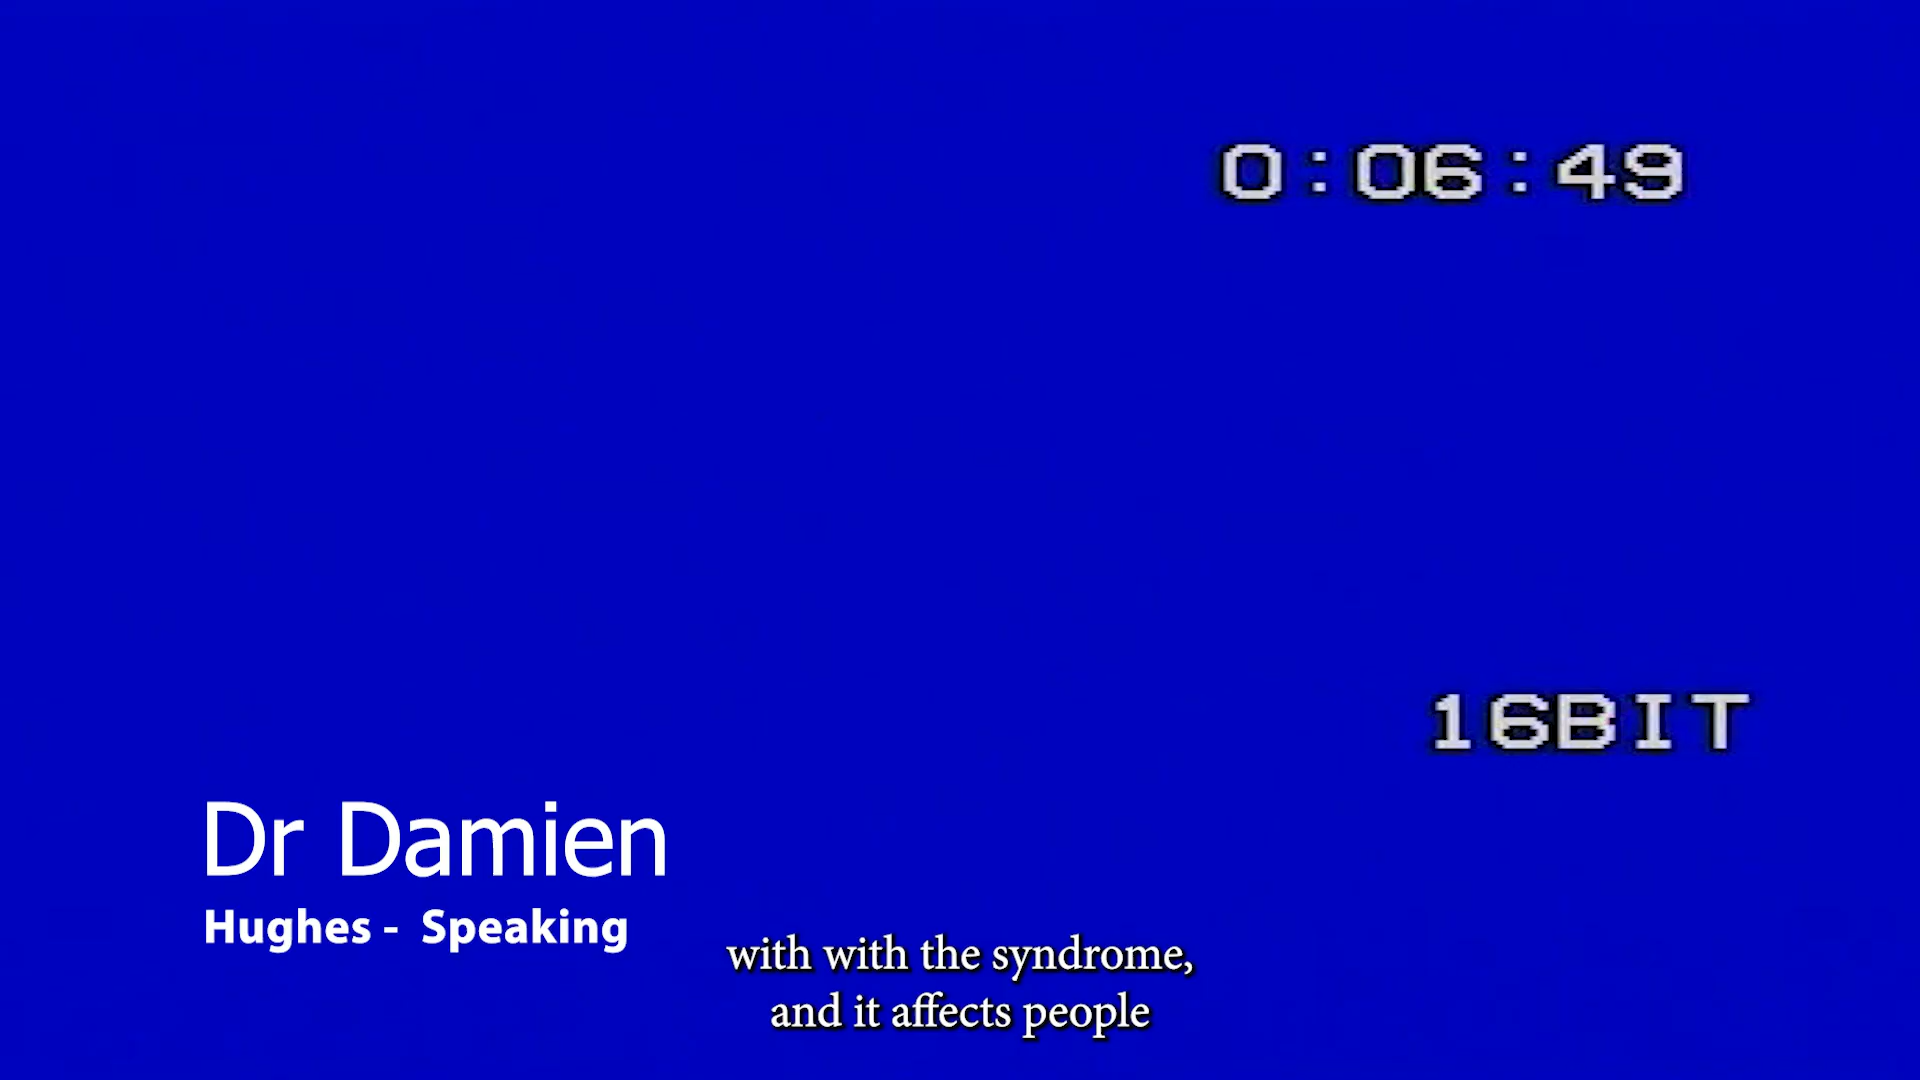 0:06:49
16BIT
Dr Damien
Hughes - Speaking
with with the syndrome,
and it affects people